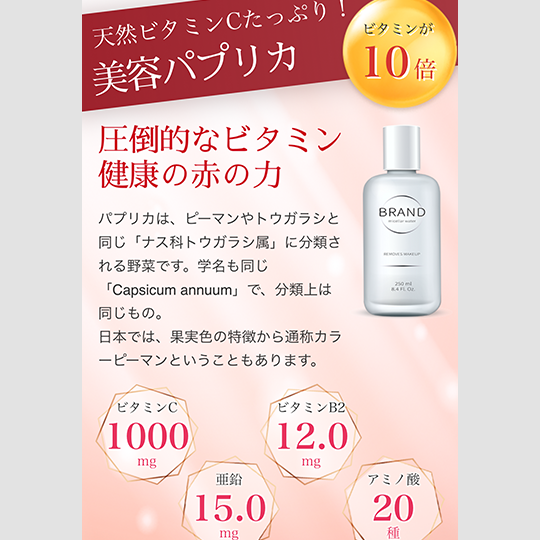 天然ビタミンCたっぷり！
美容パプリカ
ビタミンが
10倍
圧倒的なビタミン
健康の赤の力
パプリカは、ピーマンやトウガラシと
同じ「ナス科トウガラシ属」に分類さ
れる野菜です。学名も同じ
「Capsicum annuum」で、分類上は
同じもの。
日本では、果実色の特徴から通称カラ
ーピーマンということもあります。
BRAND
REMOVES MAKEUP
250 ml
8.4 Fl. Oz.
ビタミンC
1000
mg
ビタミンB2
12.0
mg
亜鉛
15.0
mg
アミノ酸
20
種